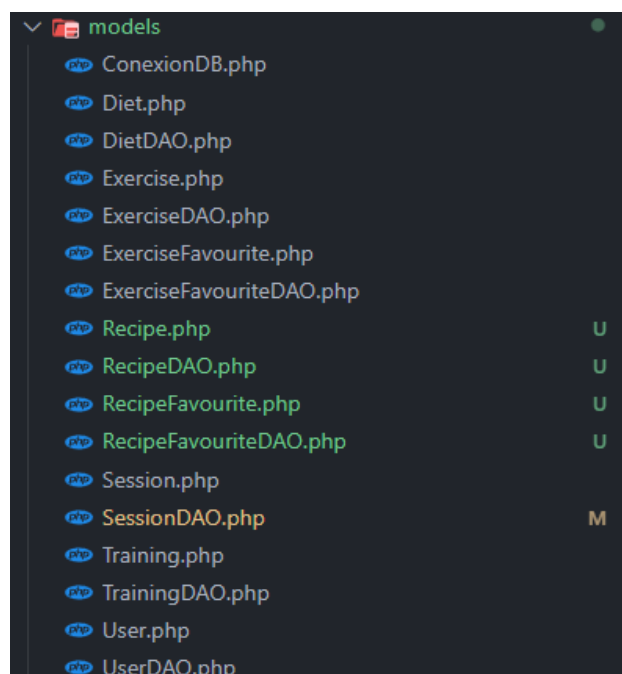 models
ConexionDB.php
Diet.php
DietDAO.php
Exercise.php
ExerciseDAO.php
ExerciseFavourite.php
ExerciseFavouriteDAO.php
Recipe.php U
RecipeDAO.php U
RecipeFavourite.php U
RecipeFavouriteDAO.php U
Session.php
SessionDAO.php M
Training.php
TrainingDAO.php
User.php
UserDAO.php